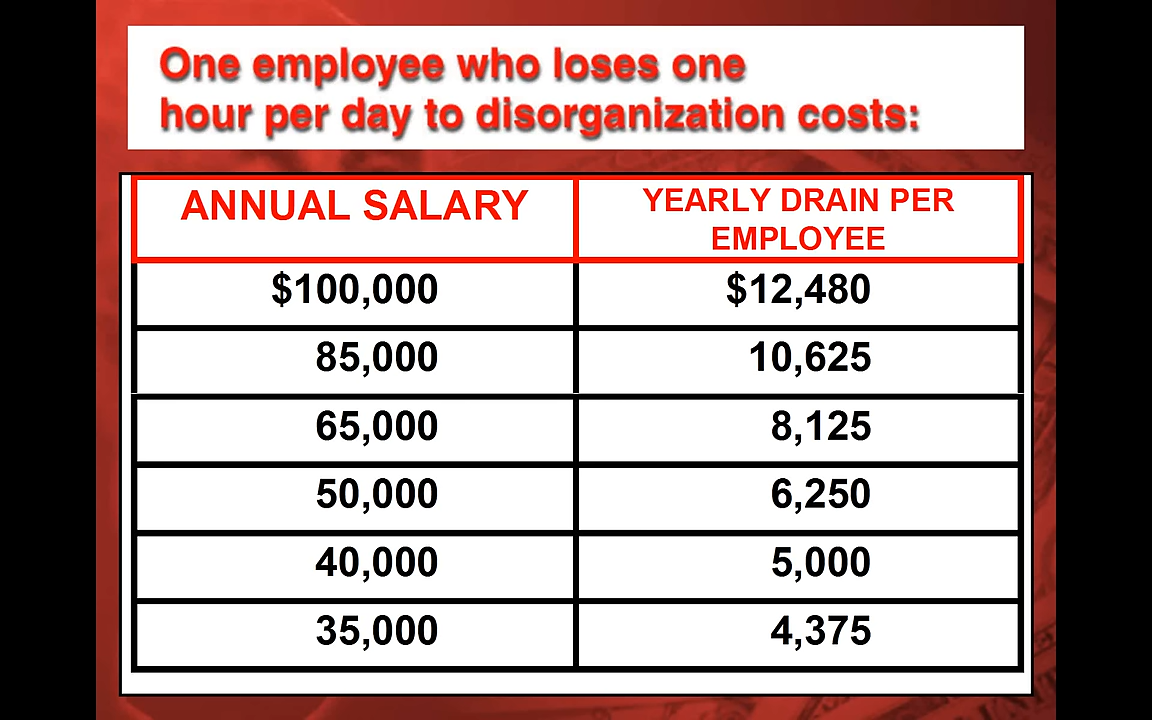 One employee who loses one
hour per day to disorganization costs:
ANNUAL SALARY
YEARLY DRAIN PER
EMPLOYEE
$100,000 $12,480
85,000 10,625
65,000 8,125
50,000 6,250
40,000 5,000
35,000 4,375